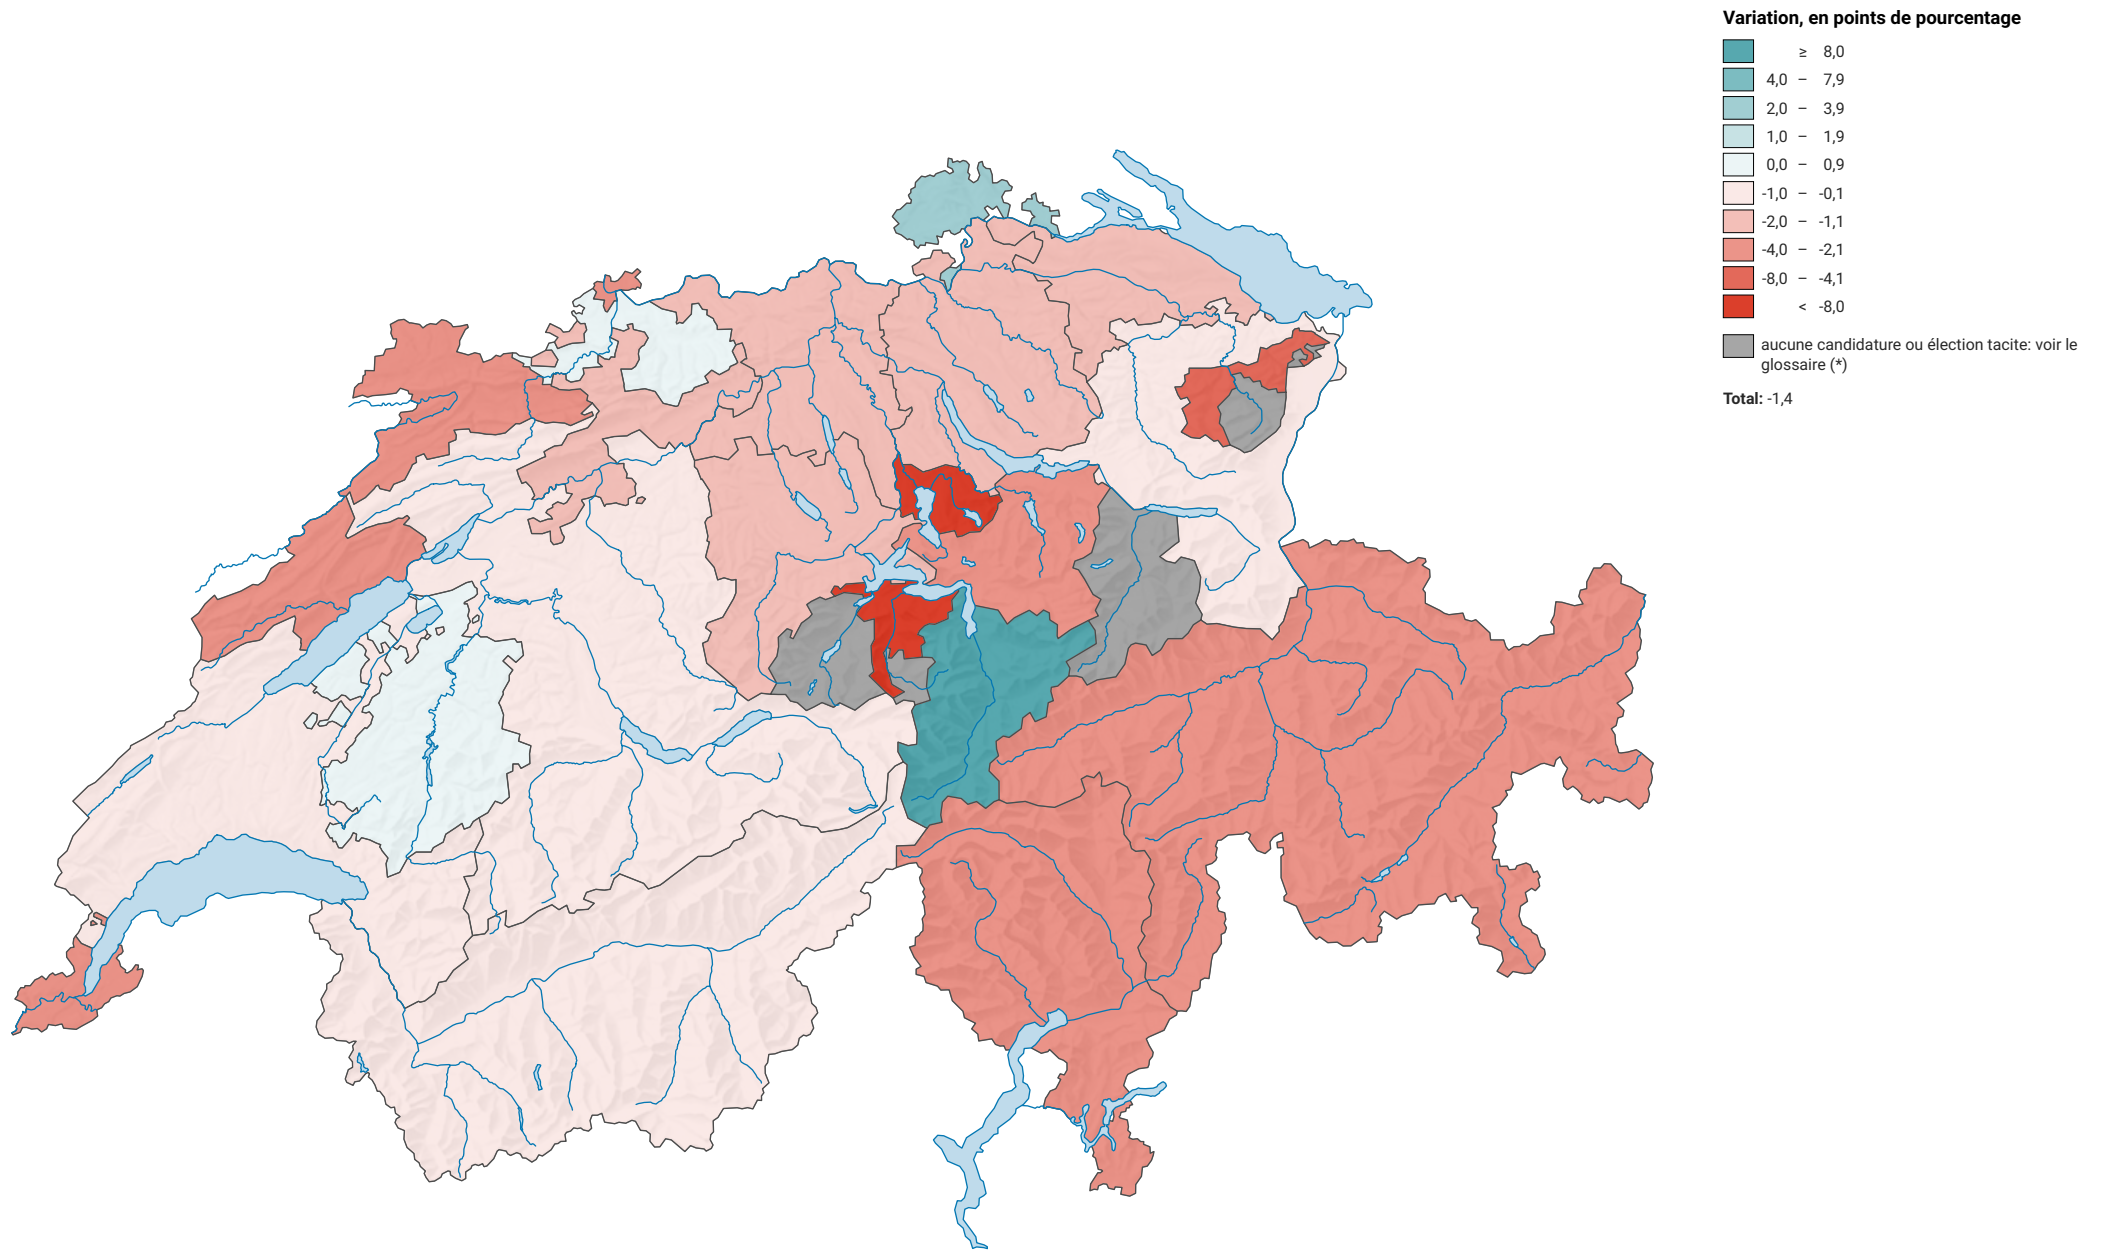 Variation, en points de pourcentage
≥ 8,0
4,0 – 7,9
2,0 – 3,9
1,0 – 1,9
0,0 – 0,9
-1,0 – -0,1
-2,0 – -1,1
-4,0 – -2,1
-8,0 – -4,1
< -8,0
aucune candidature ou élection tacite: voir le
glossaire (*)
Total: -1,4